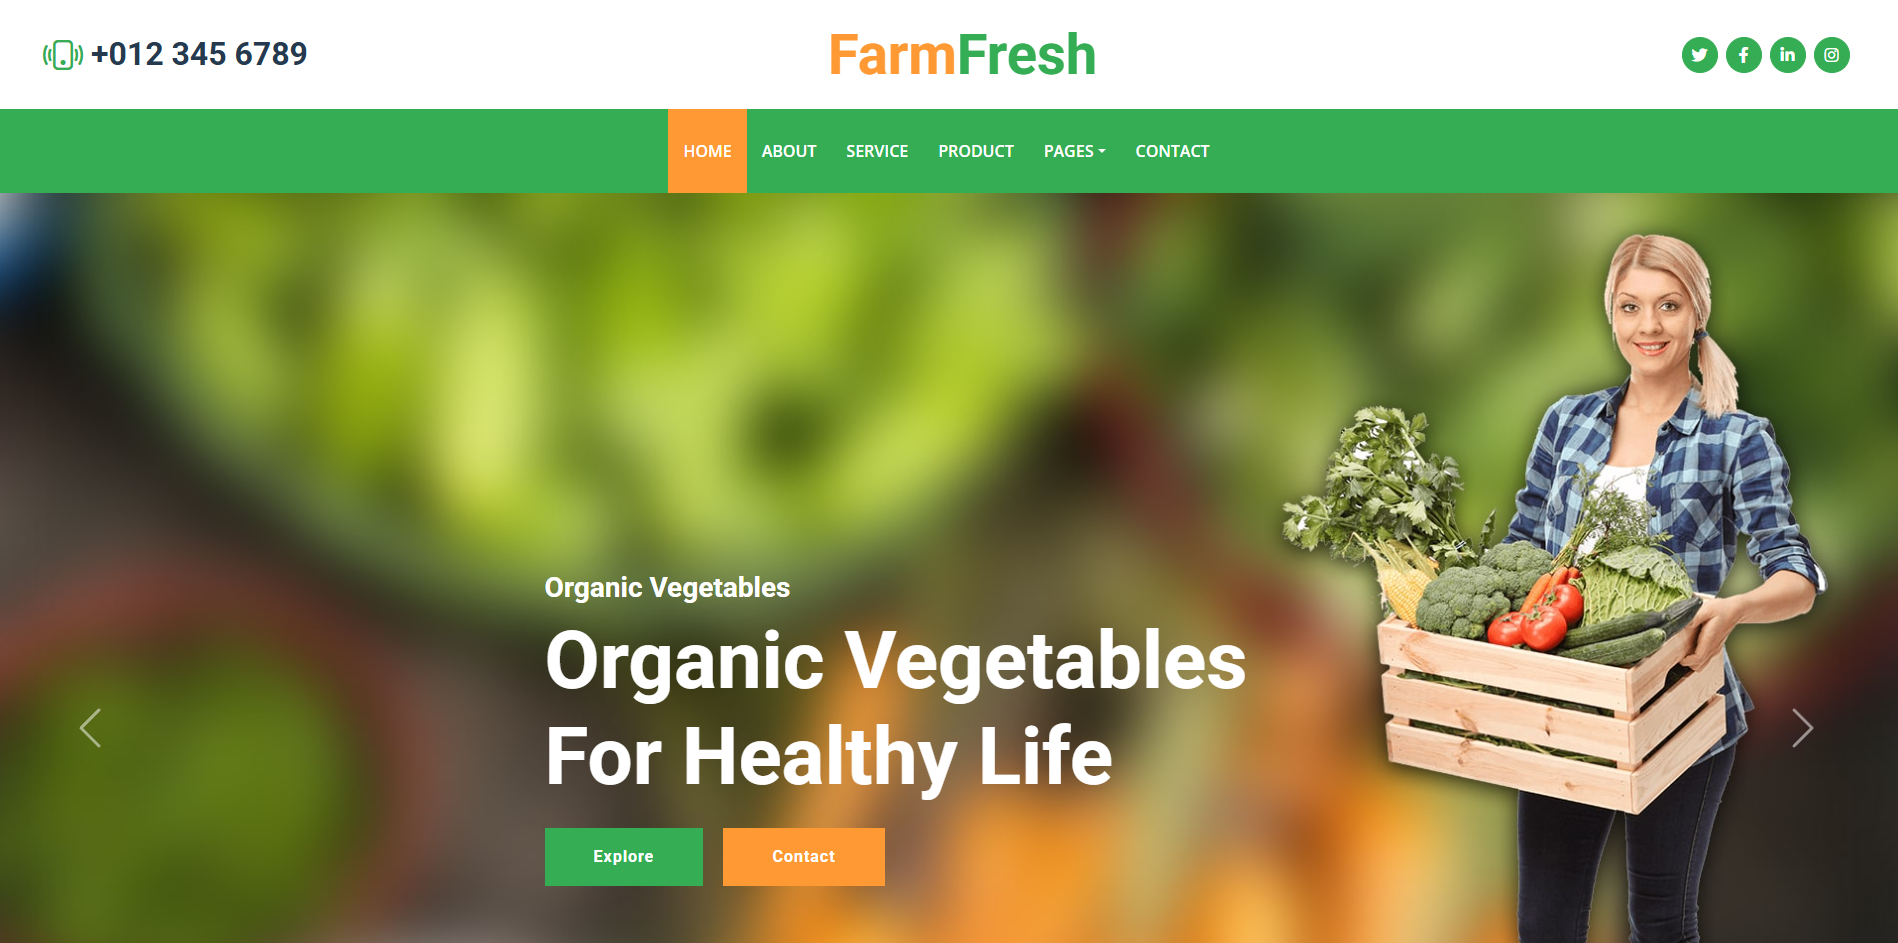 +012 345 6789
FarmFresh
HOME ABOUT SERVICE PRODUCT PAGES CONTACT
Organic Vegetables
Organic Vegetables
For Healthy Life
Explore Contact